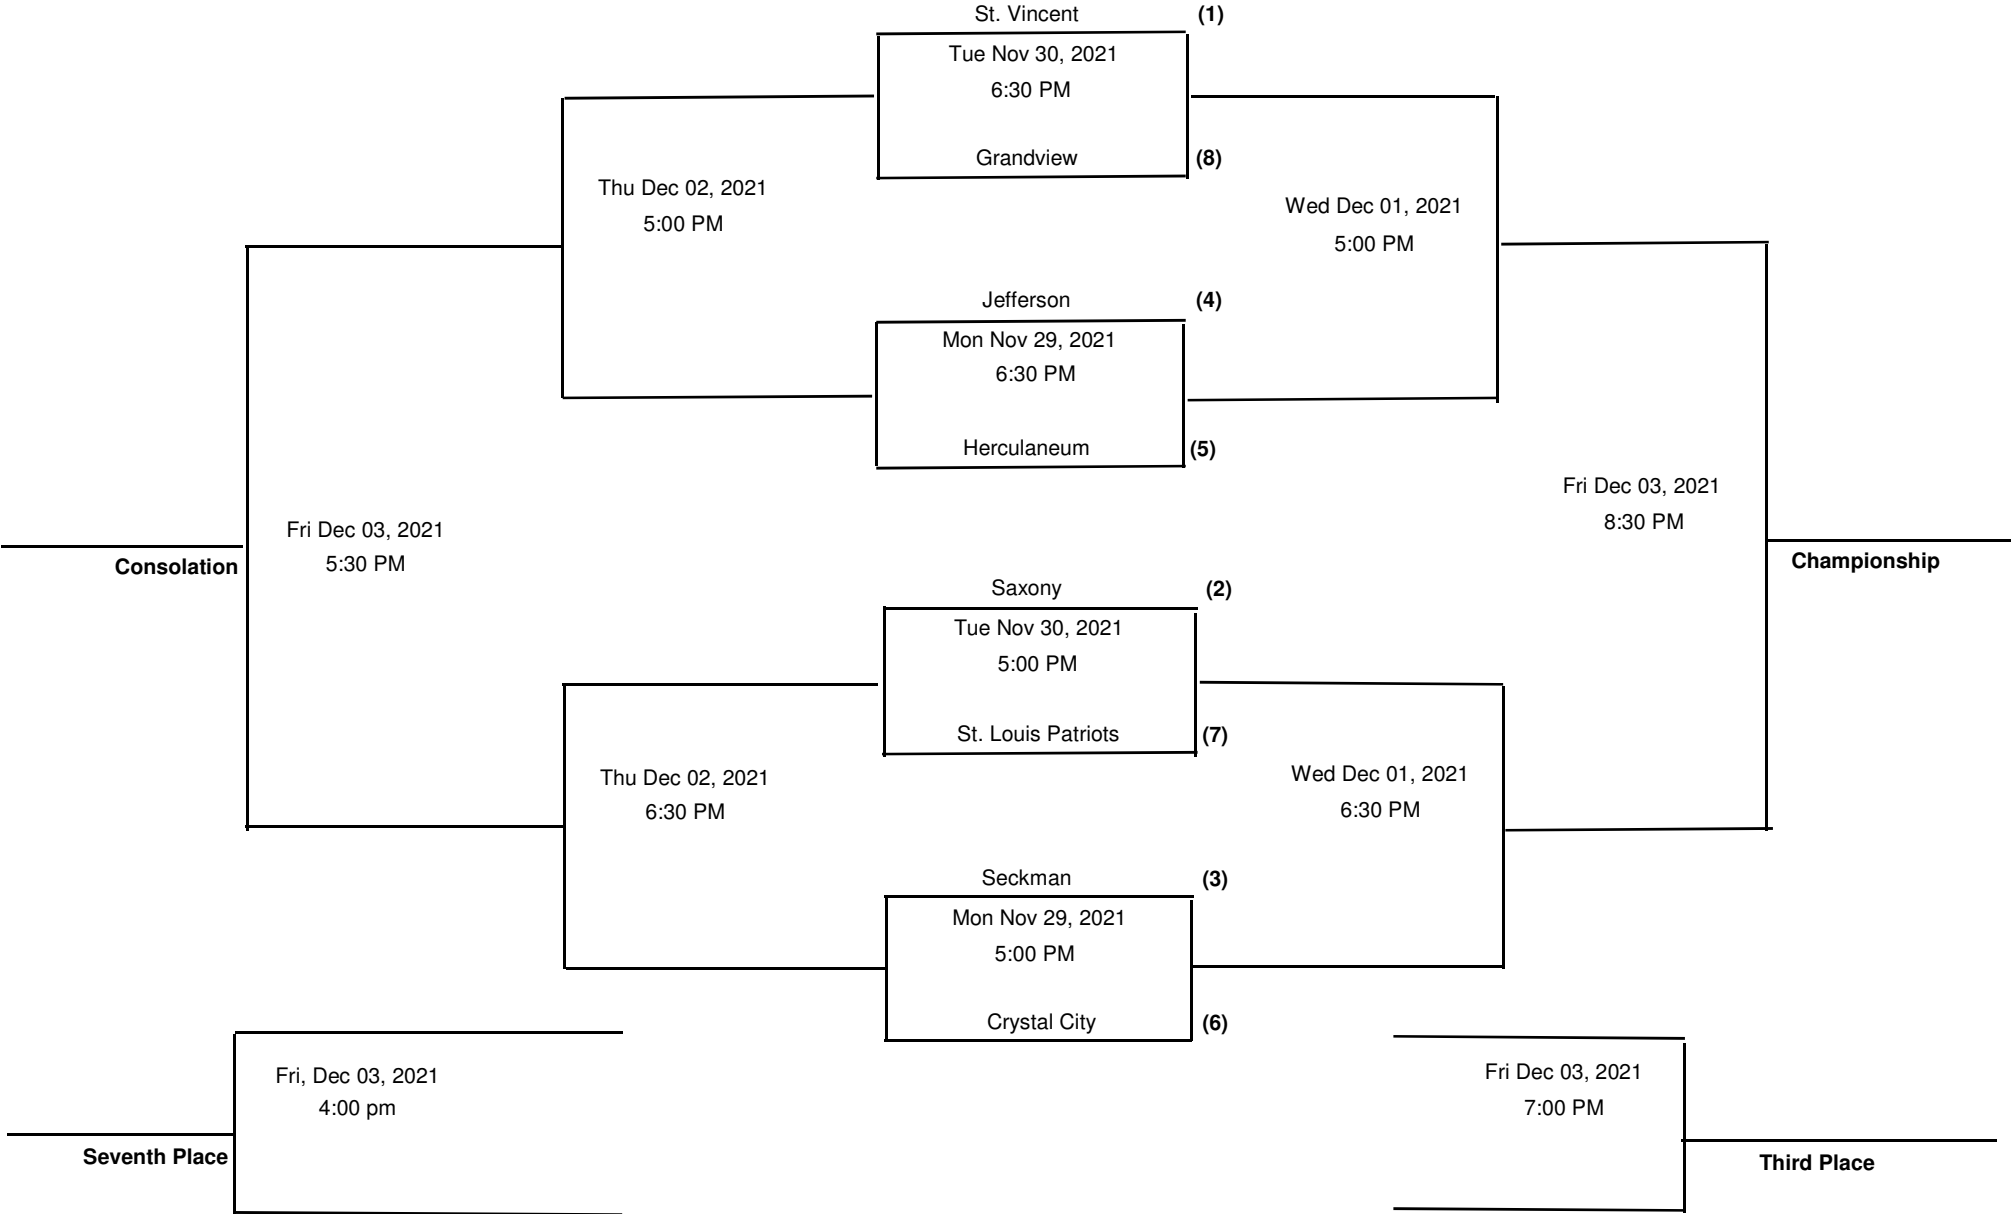 St. Vincent (1)
Tue Nov 30, 2021
6:30 PM
Grandview (8)
Thu Dec 02, 2021
5:00 PM
Wed Dec 01, 2021
5:00 PM
Jefferson (4)
Mon Nov 29, 2021
6:30 PM
Herculaneum (5)
Fri Dec 03, 2021
5:30 PM
Consolation
Fri Dec 03, 2021
8:30 PM
Championship
Saxony (2)
Tue Nov 30, 2021
5:00 PM
St. Louis Patriots (7)
Thu Dec 02, 2021
6:30 PM
Wed Dec 01, 2021
6:30 PM
Seckman (3)
Mon Nov 29, 2021
5:00 PM
Crystal City (6)
Fri, Dec 03, 2021
4:00 pm
Seventh Place
Fri Dec 03, 2021
7:00 PM
Third Place